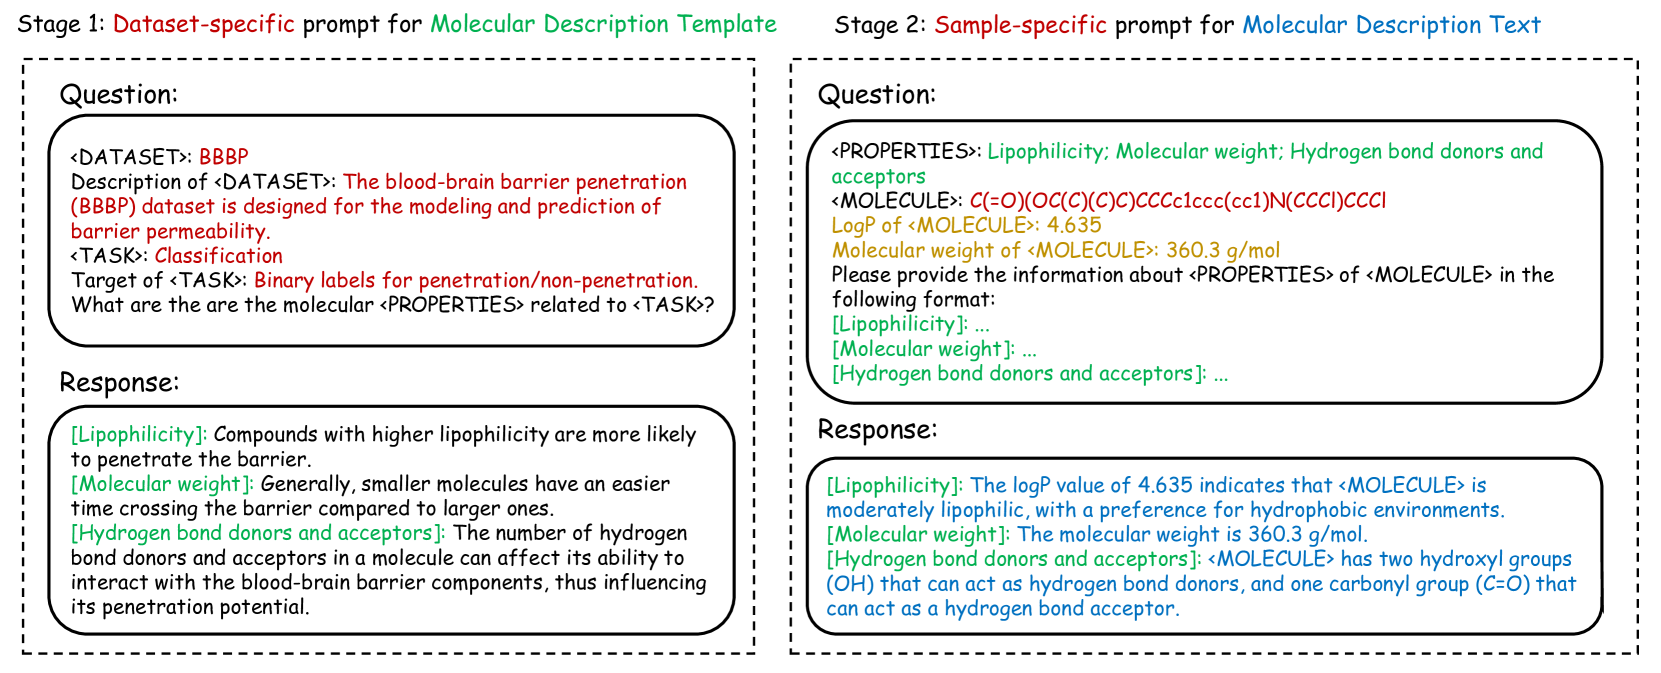 Stage 1: Dataset-specific prompt for Molecular Description Template
Question:
<DATASET>: BBBP
Description of <DATASET>: The blood-brain barrier penetration
(BBBP) dataset is designed for the modeling and prediction of
barrier permeability.
<TASK>: Classification
Target of <TASK>: Binary labels for penetration/non-penetration.
What are the are the molecular <PROPERTIES> related to <TASK>?
Response:
[Lipophilicity]: Compounds with higher lipophilicity are more likely
to penetrate the barrier.
[Molecular weight]: Generally, smaller molecules have an easier
time crossing the barrier compared to larger ones.
[Hydrogen bond donors and acceptors]: The number of hydrogen
bond donors and acceptors in a molecule can affect its ability to
interact with the blood-brain barrier components, thus influencing
its penetration potential.
Stage 2: Sample-specific prompt for Molecular Description Text
Question:
<PROPERTIES>: Lipophilicity; Molecular weight; Hydrogen bond donors and
acceptors
<MOLECULE>: C(=O)(OC(C)(C)C)CCCc1ccc(cc1)N(CCCl)CCCl
LogP of <MOLECULE>: 4.635
Molecular weight of <MOLECULE>: 360.3 g/mol
Please provide the information about <PROPERTIES> of <MOLECULE> in the
following format:
[Lipophilicity]: ...
[Molecular weight]: ...
[Hydrogen bond donors and acceptors]: ...
Response:
[Lipophilicity]: The logP value of 4.635 indicates that <MOLECULE> is
moderately lipophilic, with a preference for hydrophobic environments.
[Molecular weight]: The molecular weight is 360.3 g/mol.
[Hydrogen bond donors and acceptors]: <MOLECULE> has two hydroxyl groups
(OH) that can act as hydrogen bond donors, and one carbonyl group (C=O) that
can act as a hydrogen bond acceptor.